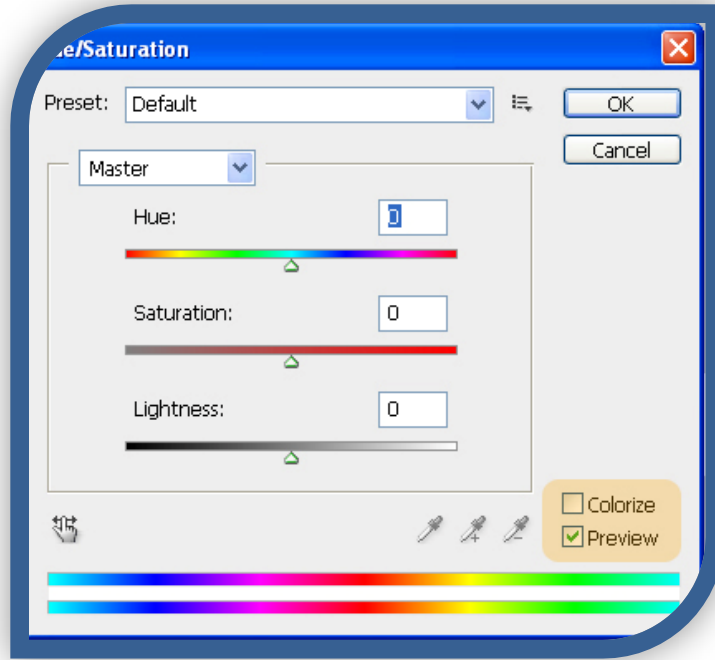 ue/Saturation
Preset: Default
OK
Cancel
Master
Hue: 0
Saturation: 0
Lightness: 0
Colorize
Preview